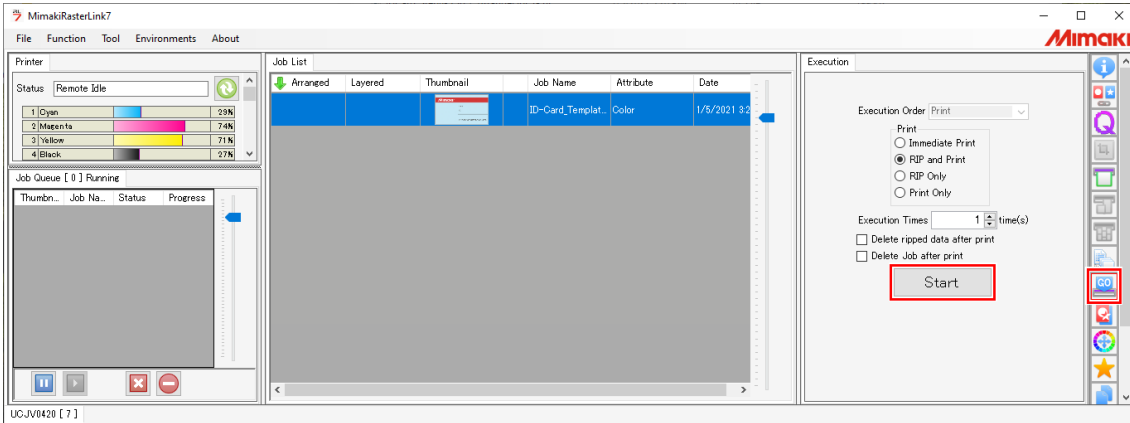 MimakiRasterLink7
File Function Tool Environments About
Mimaki
Printer
Status Remote Idle
1 Cyan 29%
2 Magenta 74%
3 Yellow 71%
4 Black 27%
Job Queue [ 0 ] Running
Thumbn... Job Na... Status Progress
Job List
Arranged Layered Thumbnail Job Name Attribute Date
ID-Card_Templat... Color 1/5/2021 3:2
Execution
Execution Order Print
Print
Immediate Print
RIP and Print
RIP Only
Print Only
Execution Times 1 time(s)
Delete ripped data after print
Delete Job after print
Start
GO
UCJV0420 [ 7 ]